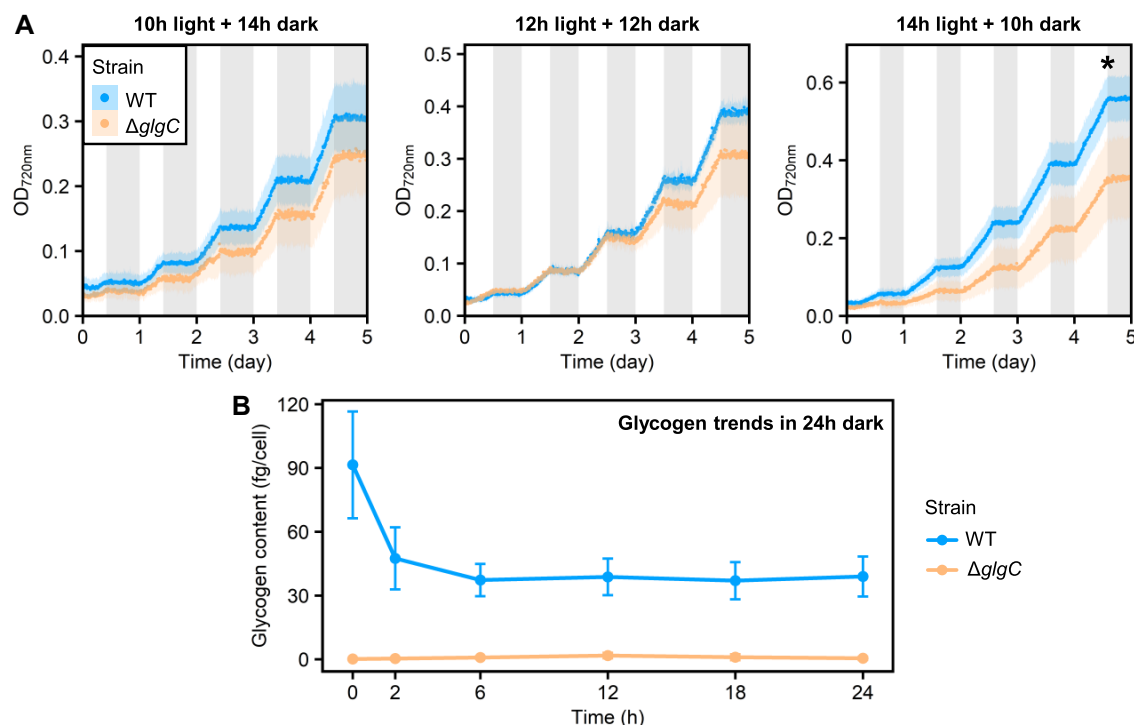 A
10h light + 14h dark
12h light + 12h dark
14h light + 10h dark
Strain
WT
ΔglgC
*
OD720nm
0.4
0.3
0.2
0.1
0.0
0 1 2 3 4 5
Time (day)
OD720nm
0.5
0.4
0.3
0.2
0.1
0.0
0 1 2 3 4 5
Time (day)
OD720nm
0.6
0.4
0.2
0.0
0 1 2 3 4 5
Time (day)
B
Glycogen trends in 24h dark
Glycogen content (fg/cell)
120
90
60
30
0
0 2 6 12 18 24
Time (h)
Strain
WT
ΔglgC